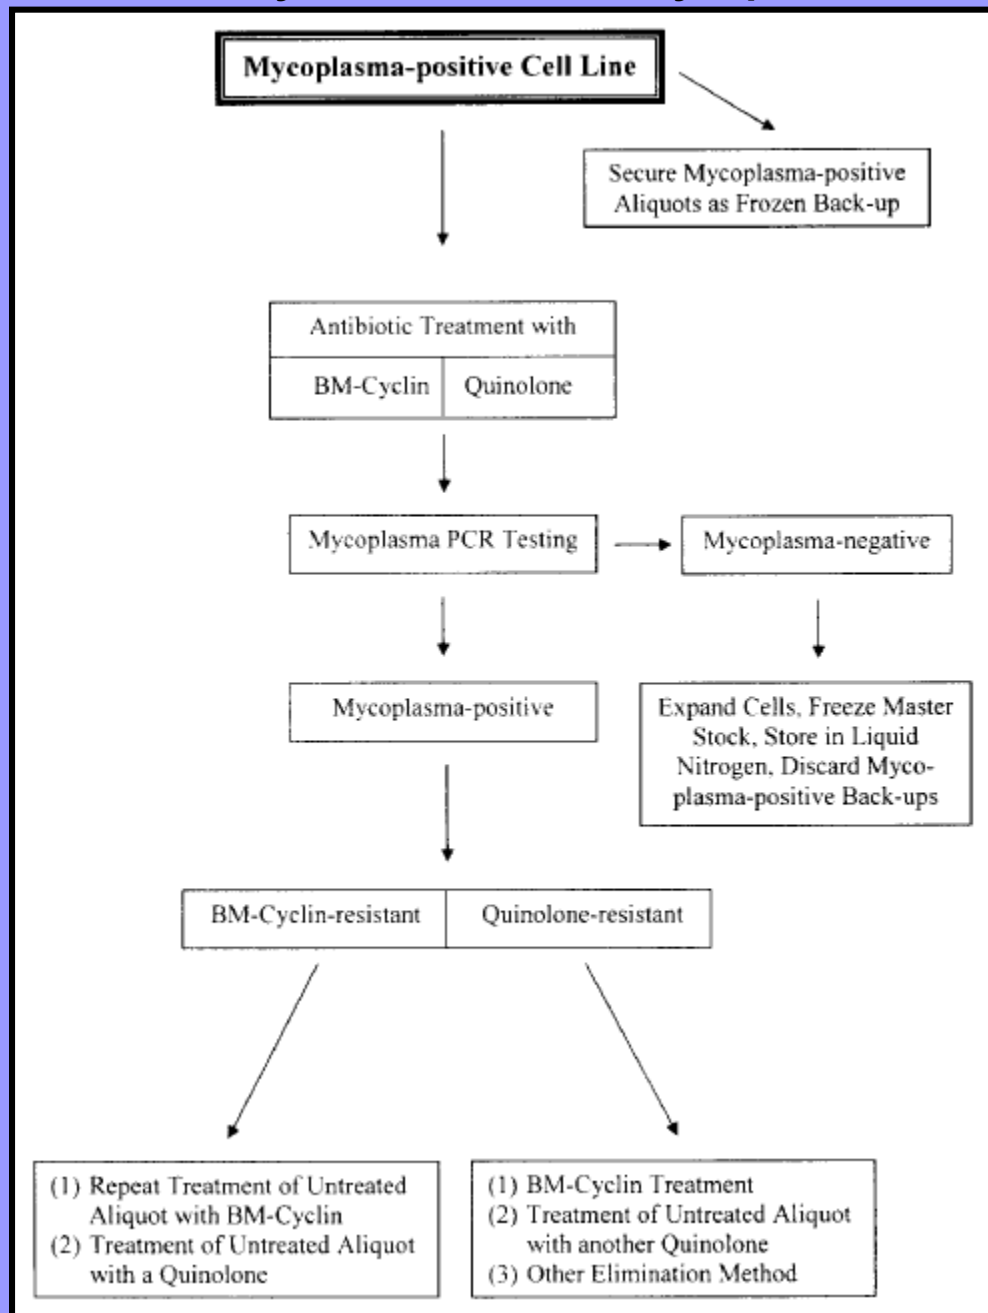 Mycoplasma-positive Cell Line
Secure Mycoplasma-positive
Aliquots as Frozen Back-up
Antibiotic Treatment with
BM-Cyclin
Quinolone
Mycoplasma PCR Testing
Mycoplasma-negative
Mycoplasma-positive
Expand Cells, Freeze Master
Stock, Store in Liquid
Nitrogen, Discard Myco-
plasma-positive Back-ups
BM-Cyclin-resistant
Quinolone-resistant
(1) Repeat Treatment of Untreated
Aliquot with BM-Cyclin
(2) Treatment of Untreated Aliquot
with a Quinolone
(1) BM-Cyclin Treatment
(2) Treatment of Untreated Aliquot
with another Quinolone
(3) Other Elimination Method